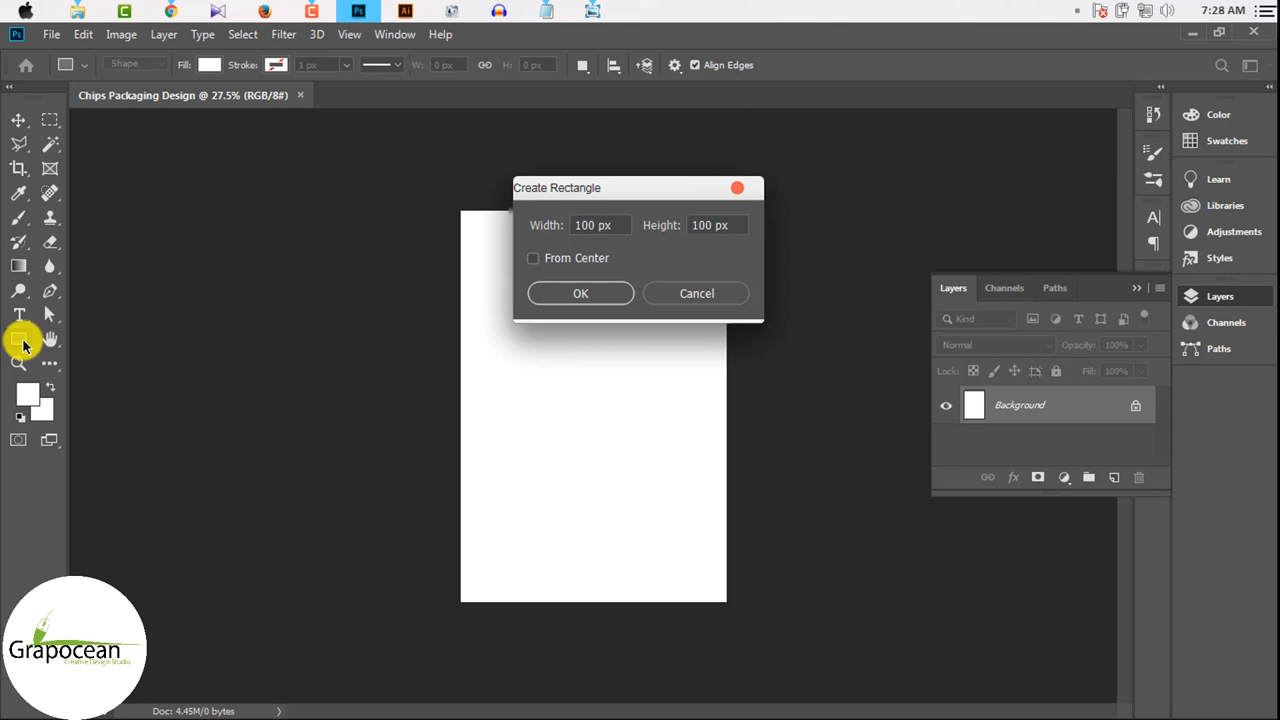 7:28 AM
Ps File Edit Image Layer Type Select Filter 3D View Window Help
Shape Fill: Stroke: 1 px W: 0 px H: 0 px Align Edges
Chips Packaging Design @ 27.5% (RGB/8#)
Create Rectangle
Width: 100 px Height: 100 px
From Center
OK Cancel
Color
Swatches
Learn
Libraries
Adjustments
Styles
Layers
Channels
Paths
Layers Channels Paths
Kind
Normal Opacity: 100%
Lock: Fill: 100%
Background
Grapocean
Creative Design Studio
Doc: 4.45M/0 bytes